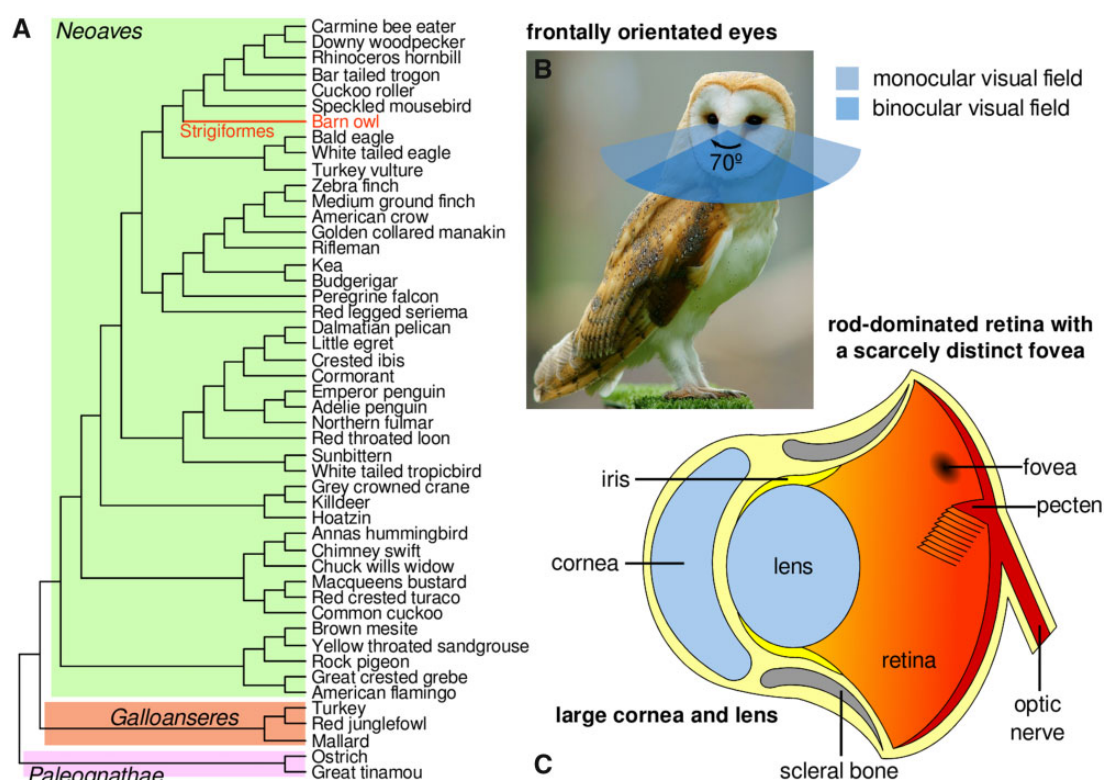 A
Neoaves
Carmine bee eater
Downy woodpecker
Rhinoceros hornbill
Bar tailed trogon
Cuckoo roller
Speckled mousebird
Barn owl
Strigiformes
Bald eagle
White tailed eagle
Turkey vulture
Zebra finch
Medium ground finch
American crow
Golden collared manakin
Rifleman
Kea
Budgerigar
Peregrine falcon
Red legged seriema
Dalmatian pelican
Little egret
Crested ibis
Cormorant
Emperor penguin
Adelie penguin
Northern fulmar
Red throated loon
Sunbittern
White tailed tropicbird
Grey crowned crane
Killdeer
Hoatzin
Annas hummingbird
Chimney swift
Chuck wills widow
Macqueens bustard
Red crested turaco
Common cuckoo
Brown mesite
Yellow throated sandgrouse
Rock pigeon
Great crested grebe
American flamingo
Turkey
Galloanseres
Red junglefowl
Mallard
Ostrich
Great tinamou
Paleognathae
frontally orientated eyes
B
70º
monocular visual field
binocular visual field
rod-dominated retina with
a scarcely distinct fovea
iris
fovea
pecten
cornea
lens
retina
large cornea and lens
optic
nerve
scleral bone
C